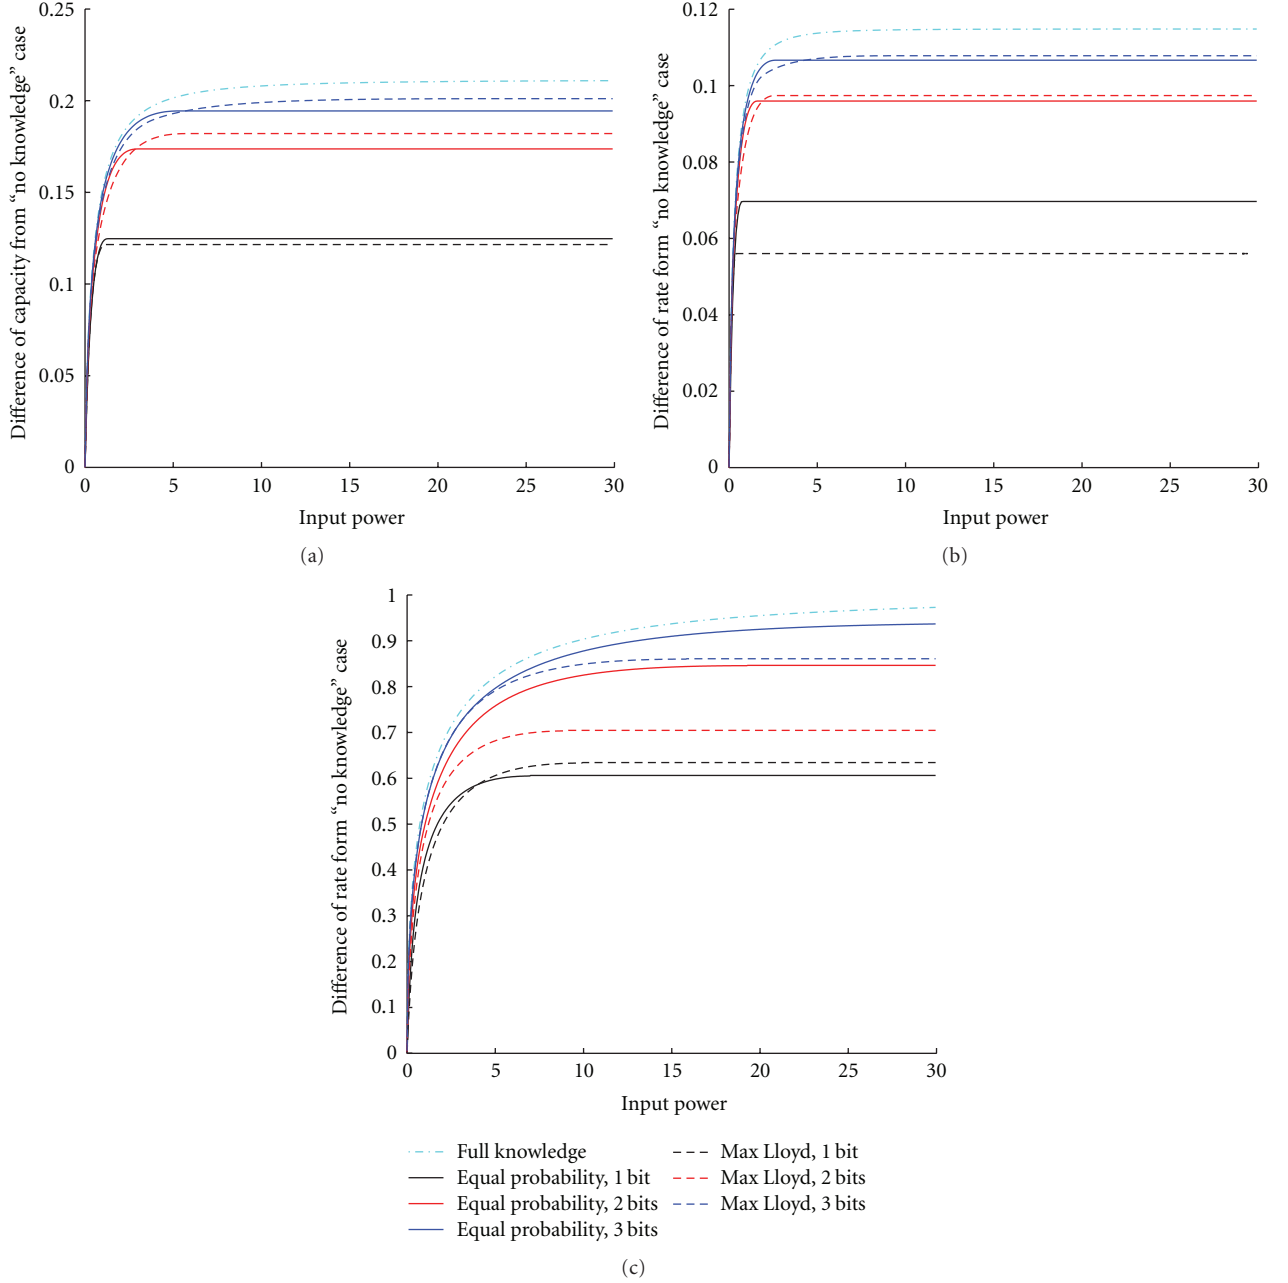 Difference of capacity from “no knowledge” case
0.25
0.2
0.15
0.1
0.05
0
0 5 10 15 20 25 30
Input power
(a)
Difference of rate form “no knowledge” case
0.12
0.1
0.08
0.06
0.04
0.02
0
0 5 10 15 20 25 30
Input power
(b)
Difference of rate form “no knowledge” case
1
0.9
0.8
0.7
0.6
0.5
0.4
0.3
0.2
0.1
0
0 5 10 15 20 25 30
Input power
Full knowledge
Equal probability, 1 bit
Equal probability, 2 bits
Equal probability, 3 bits
Max Lloyd, 1 bit
Max Lloyd, 2 bits
Max Lloyd, 3 bits
(c)